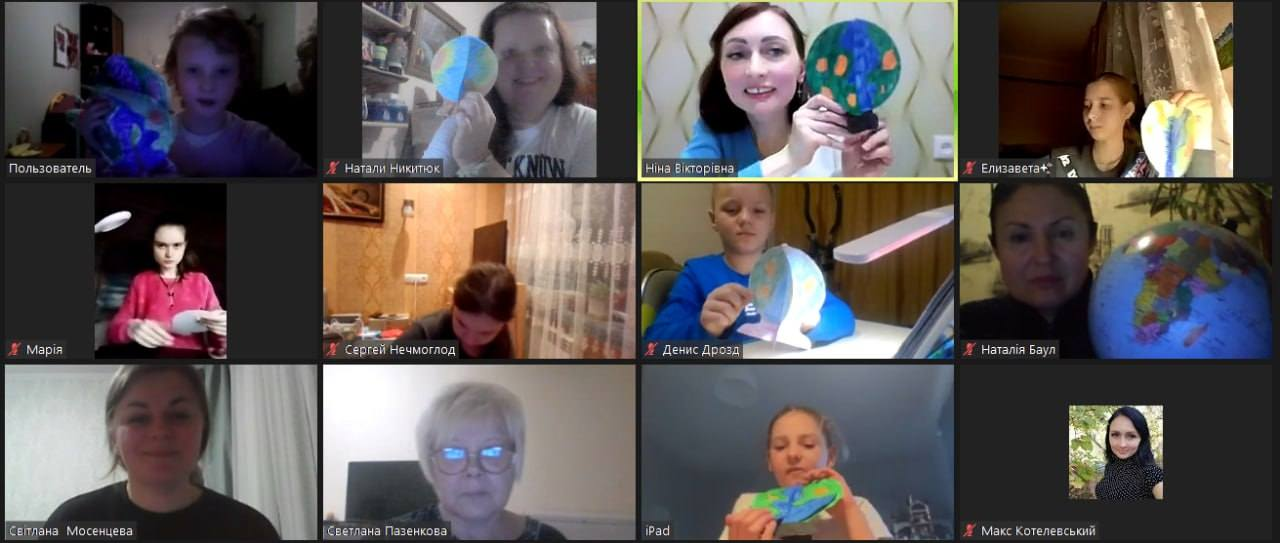 Пользователь
Натали Никитюк
KNOW
Ніна Вікторівна
Елизавета
Марія
Сергей Нечмоглод
Денис Дрозд
Наталія Баул
Світлана Мосенцева
Светлана Пазенкова
iPad
Макс Котелевський